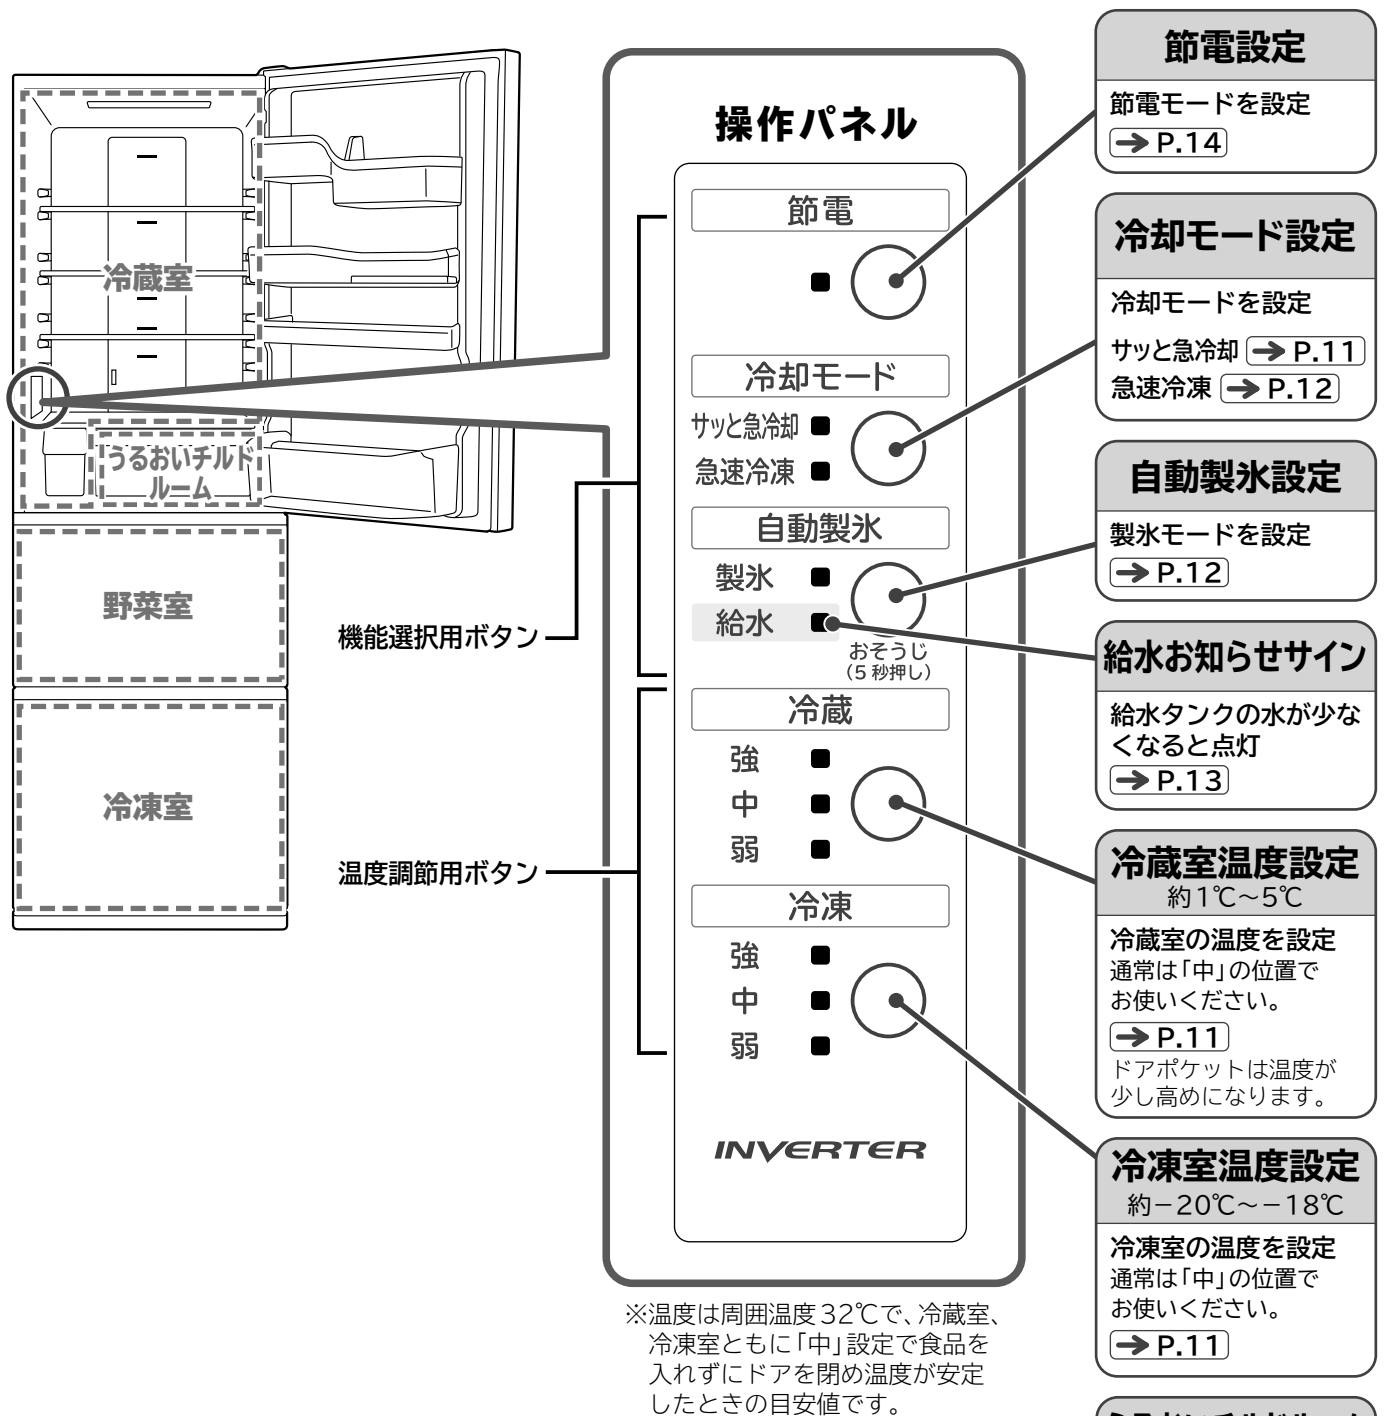 冷蔵室
うるおいチルド
ルーム
野菜室
冷凍室
機能選択用ボタン
温度調節用ボタン
操作パネル
節電
冷却モード
サッと急冷却
急速冷凍
自動製氷
製氷
給水
おそうじ
(5秒押し)
冷蔵
強
中
弱
冷凍
強
中
弱
INVERTER
※温度は周囲温度32℃で、冷蔵室、
冷凍室ともに「中」設定で食品を
入れずにドアを閉め温度が安定
したときの目安値です。
節電設定
節電モードを設定
→ P.14
冷却モード設定
冷却モードを設定
サッと急冷却 → P.11
急速冷凍 → P.12
自動製氷設定
製氷モードを設定
→ P.12
給水お知らせサイン
給水タンクの水が少な
くなると点灯
→ P.13
冷蔵室温度設定
約1℃～5℃
冷蔵室の温度を設定
通常は「中」の位置で
お使いください。
→ P.11
ドアポケットは温度が
少し高めになります。
冷凍室温度設定
約－20℃～－18℃
冷凍室の温度を設定
通常は「中」の位置で
お使いください。
→ P.11